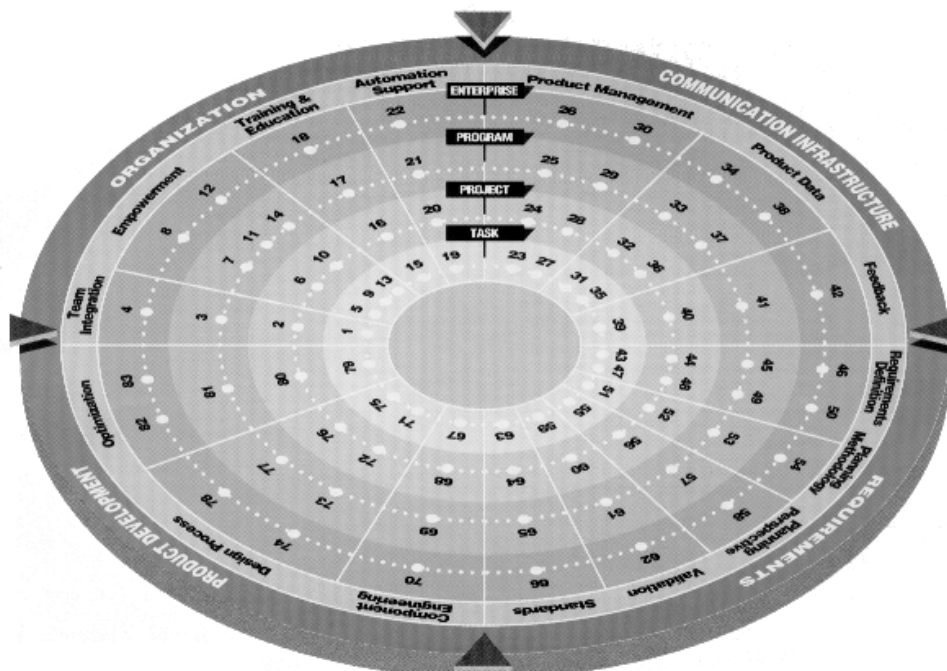 ORGANIZATION
COMMUNICATION INFRASTRUCTURE
REQUIREMENTS
PRODUCT DEVELOPMENT
ENTERPRISE
PROGRAM
PROJECT
TASK
Team
Integration
1 2 3 4
Empowerment
5 6 7 8
9 10 11 12
Training &
Education
13 14
15 16 17 18
Automation
Support
19 20 21 22
Product Management
23 24 25 26
27 28 29 30
Product Data
31 32 33 34
35 36 37 38
Feedback
39 40 41 42
Requirements
Definition
43 44 45 46
47 48 49 50
Planning
Methodology
51 52 53 54
Planning
Perspective
55 56 57 58
Validation
59 60 61 62
Standards
63 64 65 66
Component
Engineering
67 68 69 70
Design Process
71 72 73 74
75 76 77 78
Optimization
79 80 81 82
83